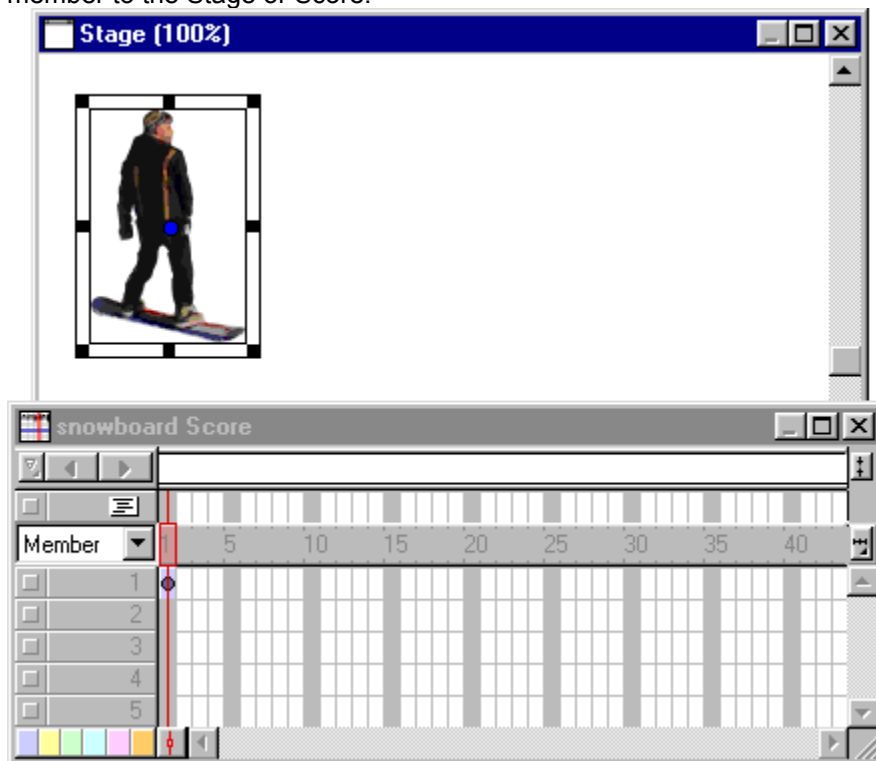 member to the Stage or Score.
Stage (100%)
snowboard Score
Member 1 5 10 15 20 25 30 35 40
1
2
3
4
5